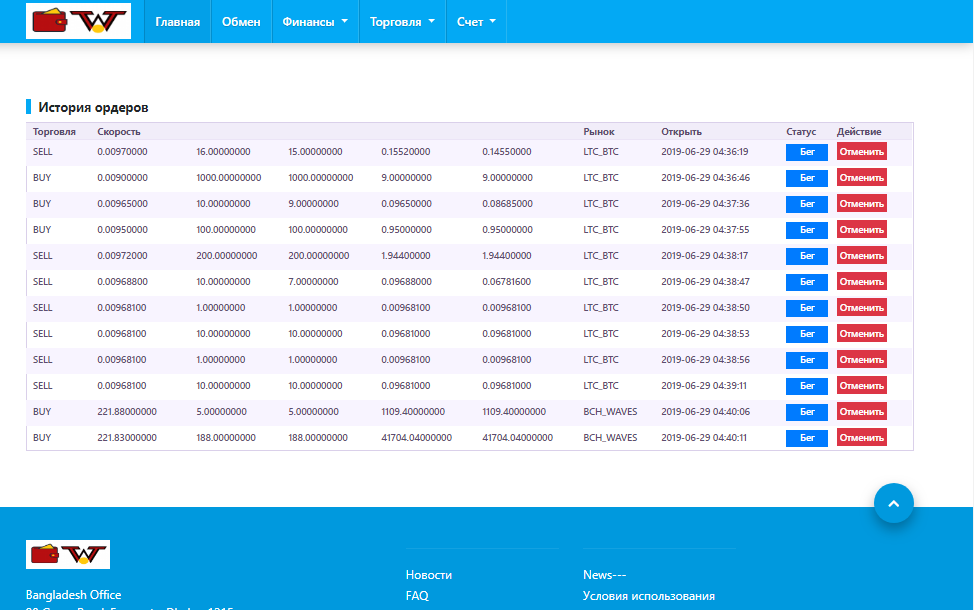 Главная Обмен Финансы Торговля Счет
История ордеров
Торговля Скорость Рынок Открыть Статус Действие
SELL 0.00970000 16.00000000 15.00000000 0.15520000 0.14550000 LTC_BTC 2019-06-29 04:36:19 Бег Отменить
BUY 0.00900000 1000.00000000 1000.00000000 9.00000000 9.00000000 LTC_BTC 2019-06-29 04:36:46 Бег Отменить
BUY 0.00965000 10.00000000 9.00000000 0.09650000 0.08685000 LTC_BTC 2019-06-29 04:37:36 Бег Отменить
BUY 0.00950000 100.00000000 100.00000000 0.95000000 0.95000000 LTC_BTC 2019-06-29 04:37:55 Бег Отменить
SELL 0.00972000 200.00000000 200.00000000 1.94400000 1.94400000 LTC_BTC 2019-06-29 04:38:17 Бег Отменить
SELL 0.00968800 10.00000000 7.00000000 0.09688000 0.06781600 LTC_BTC 2019-06-29 04:38:47 Бег Отменить
SELL 0.00968100 1.00000000 1.00000000 0.00968100 0.00968100 LTC_BTC 2019-06-29 04:38:50 Бег Отменить
SELL 0.00968100 10.00000000 10.00000000 0.09681000 0.09681000 LTC_BTC 2019-06-29 04:38:53 Бег Отменить
SELL 0.00968100 1.00000000 1.00000000 0.00968100 0.00968100 LTC_BTC 2019-06-29 04:38:56 Бег Отменить
SELL 0.00968100 10.00000000 10.00000000 0.09681000 0.09681000 LTC_BTC 2019-06-29 04:39:11 Бег Отменить
BUY 221.88000000 5.00000000 5.00000000 1109.40000000 1109.40000000 BCH_WAVES 2019-06-29 04:40:06 Бег Отменить
BUY 221.83000000 188.00000000 188.00000000 41704.04000000 41704.04000000 BCH_WAVES 2019-06-29 04:40:11 Бег Отменить
Bangladesh Office
Новости
FAQ
News---
Условия использования